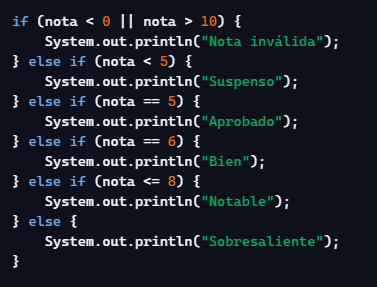 if (nota < 0 || nota > 10) {
    System.out.println("Nota inválida");
} else if (nota < 5) {
    System.out.println("Suspenso");
} else if (nota == 5) {
    System.out.println("Aprobado");
} else if (nota == 6) {
    System.out.println("Bien");
} else if (nota <= 8) {
    System.out.println("Notable");
} else {
    System.out.println("Sobresaliente");
}